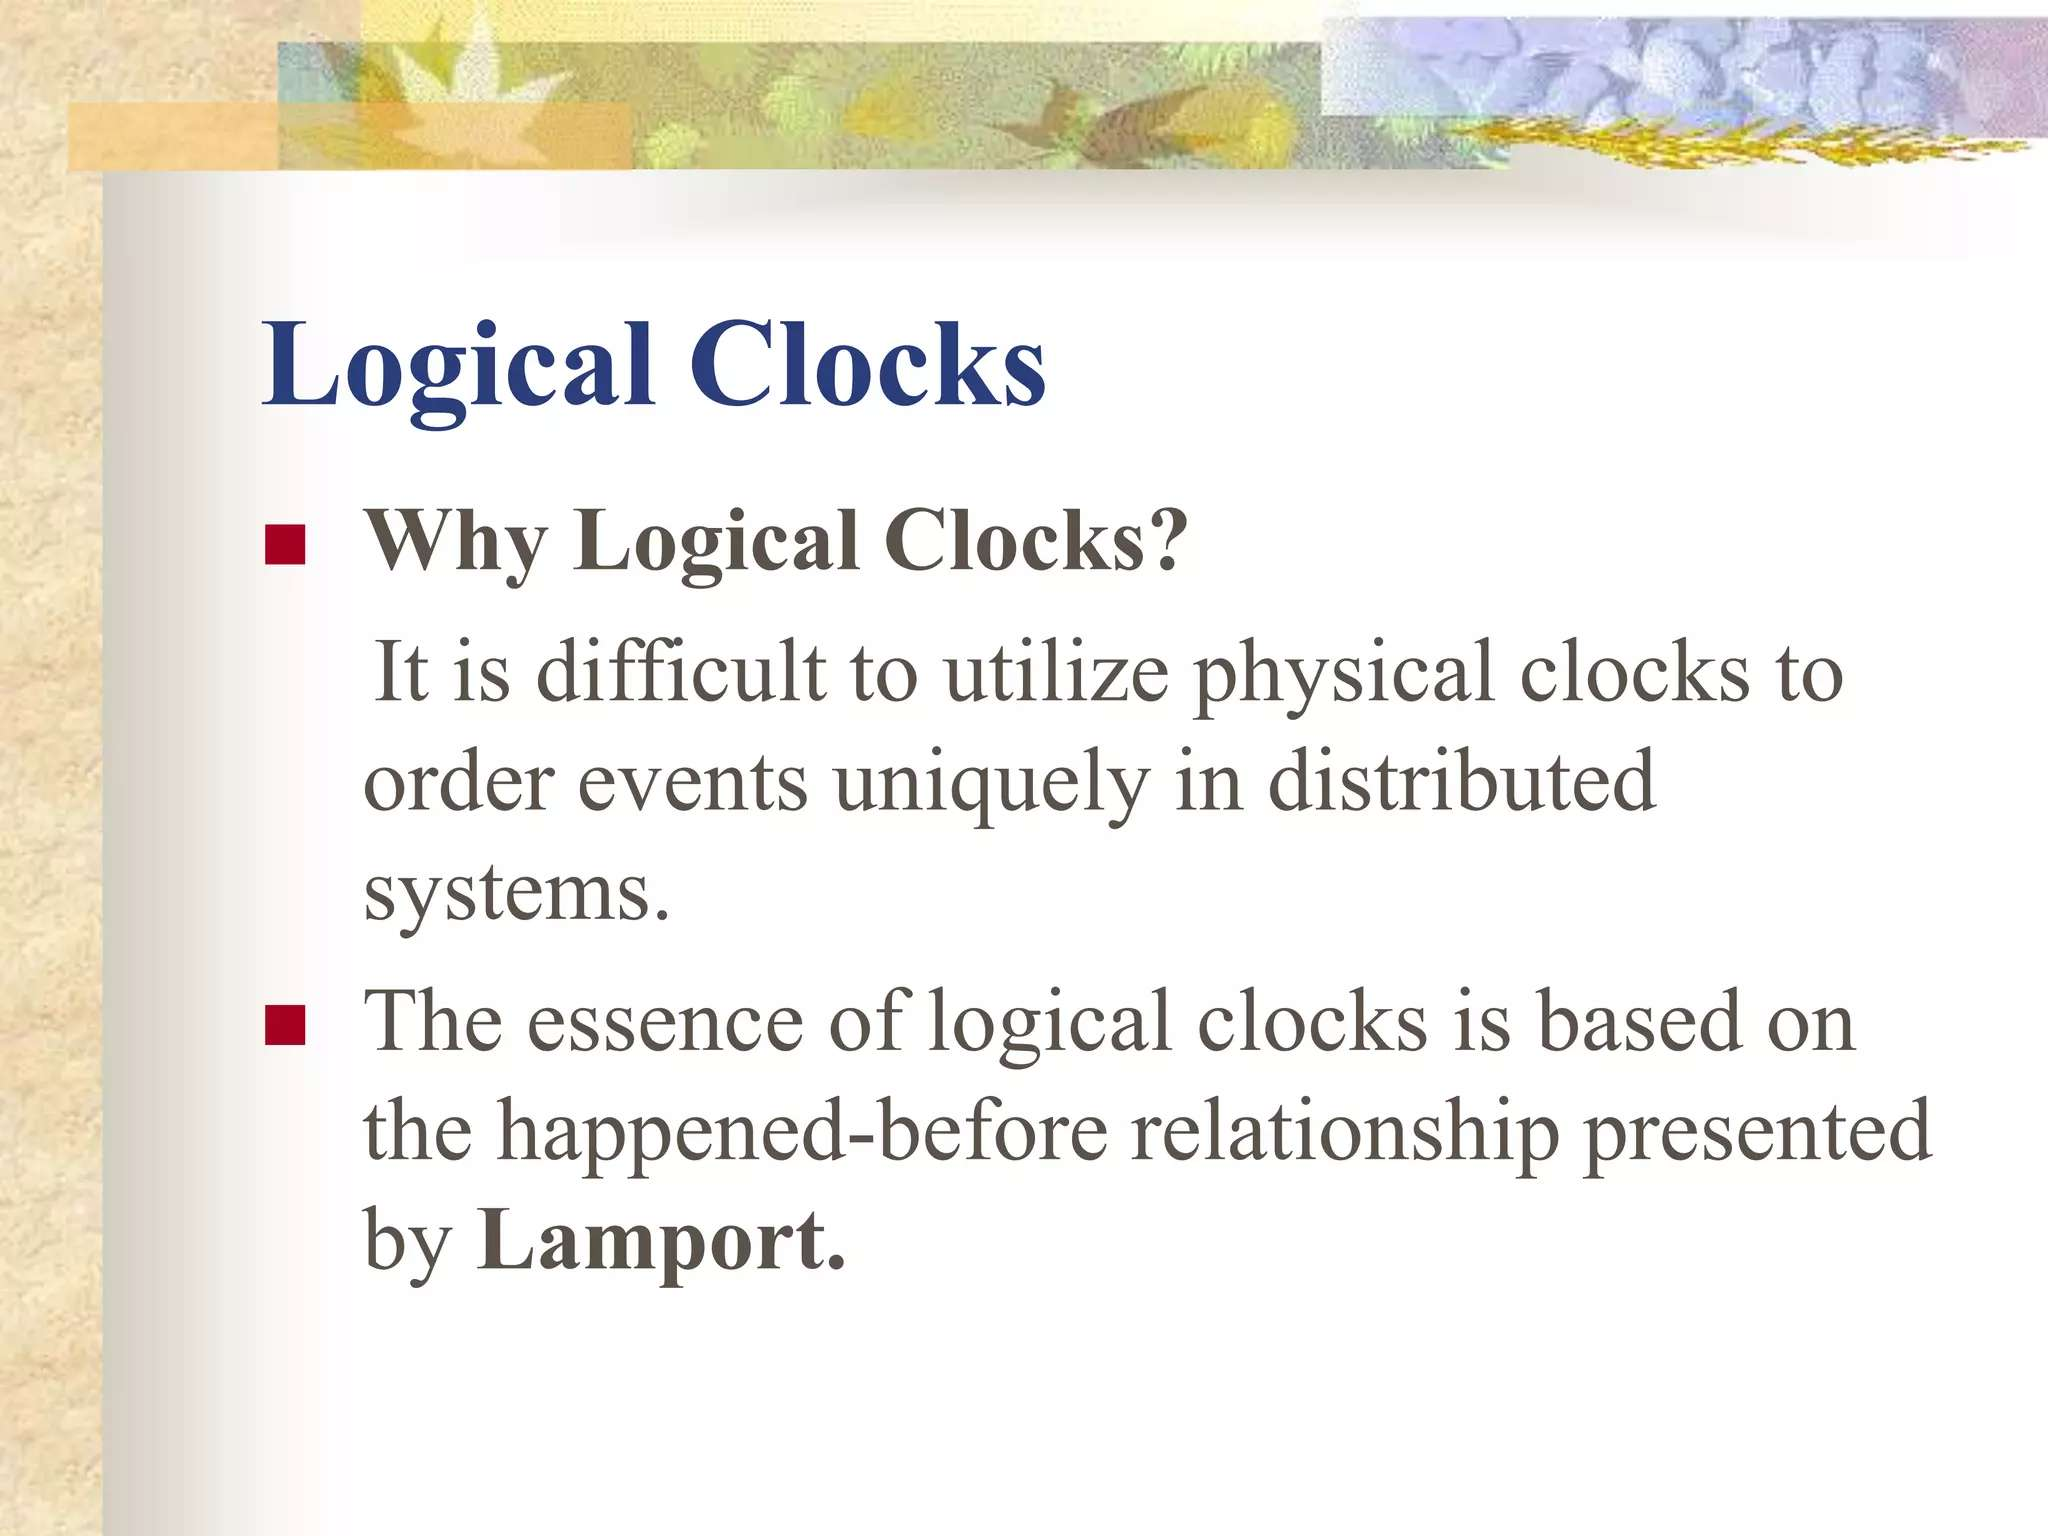 Logical Clocks
Why Logical Clocks?
It is difficult to utilize physical clocks to
order events uniquely in distributed
systems.
The essence of logical clocks is based on
the happened-before relationship presented
by Lamport.